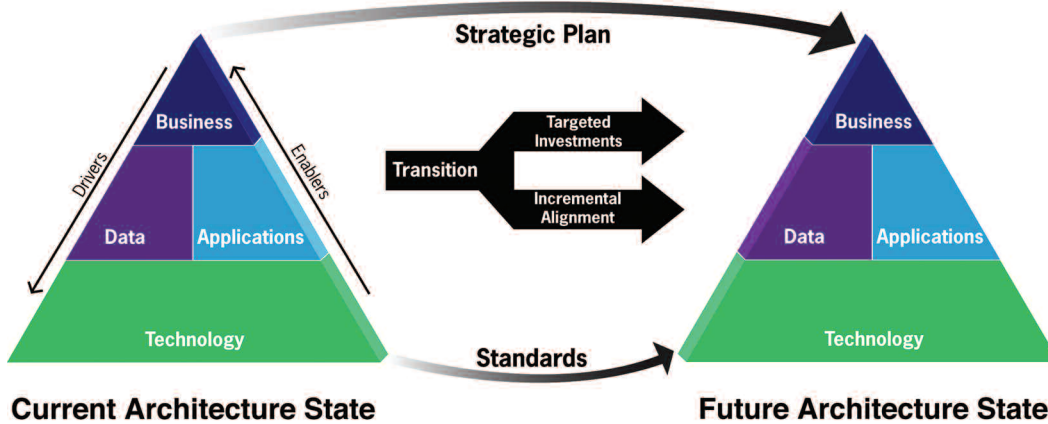 Strategic Plan
Business
Drivers
Enablers
Data
Applications
Technology
Transition
Targeted
Investments
Incremental
Alignment
Business
Data
Applications
Technology
Standards
Current Architecture State
Future Architecture State